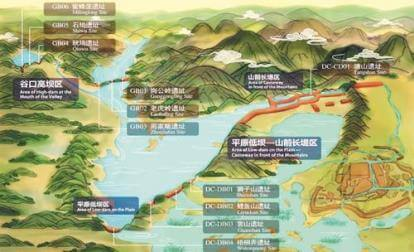 GB06 蜜蜂垄遗址
Mifenglong Site
GB05 石坞遗址
Shiwu Site
GB04 秋坞遗址
Qiuwu Site
谷口高坝区
Area of High-dam at the
Mouth of the Valley
GB01 岗公岭遗址
Ganggongling Site
GB02 老虎岭遗址
Laohuling Site
GB03 周家畈遗址
Zhoujiafan Site
山前长堤区
Area of Causeway
in front of the Mountains
DC-CD01 塘山遗址
Tangshan Site
平原低坝—山前长堤区
Area of Low-dam on the Plain—
Causeway in front of the Mountains
平原低坝区
Area of Low-dam on the Plain
DC-DB01 狮子山遗址
Shizishan Site
DC-DB02 鲤鱼山遗址
Liyushan Site
DC-DB03 官山遗址
Guanshan Site
DC-DB04 梧桐弄遗址
Wutongnong Site